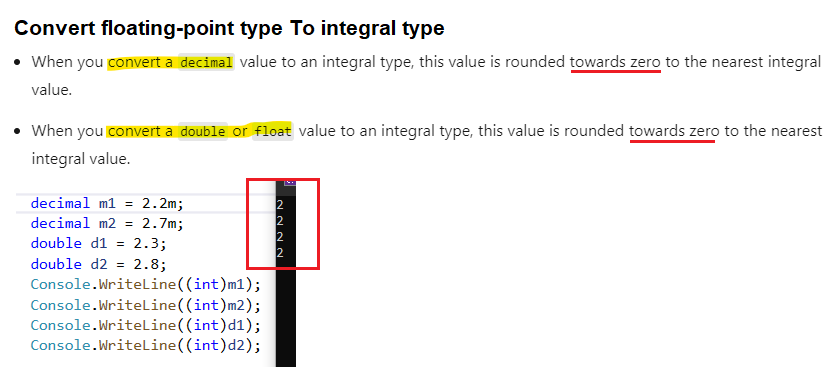 Convert floating-point type To integral type
When you convert a decimal value to an integral type, this value is rounded towards zero to the nearest integral
value.
When you convert a double or float value to an integral type, this value is rounded towards zero to the nearest
integral value.
decimal m1 = 2.2m;
decimal m2 = 2.7m;
double d1 = 2.3;
double d2 = 2.8;
Console.WriteLine((int)m1);
Console.WriteLine((int)m2);
Console.WriteLine((int)d1);
Console.WriteLine((int)d2);
2
2
2
2